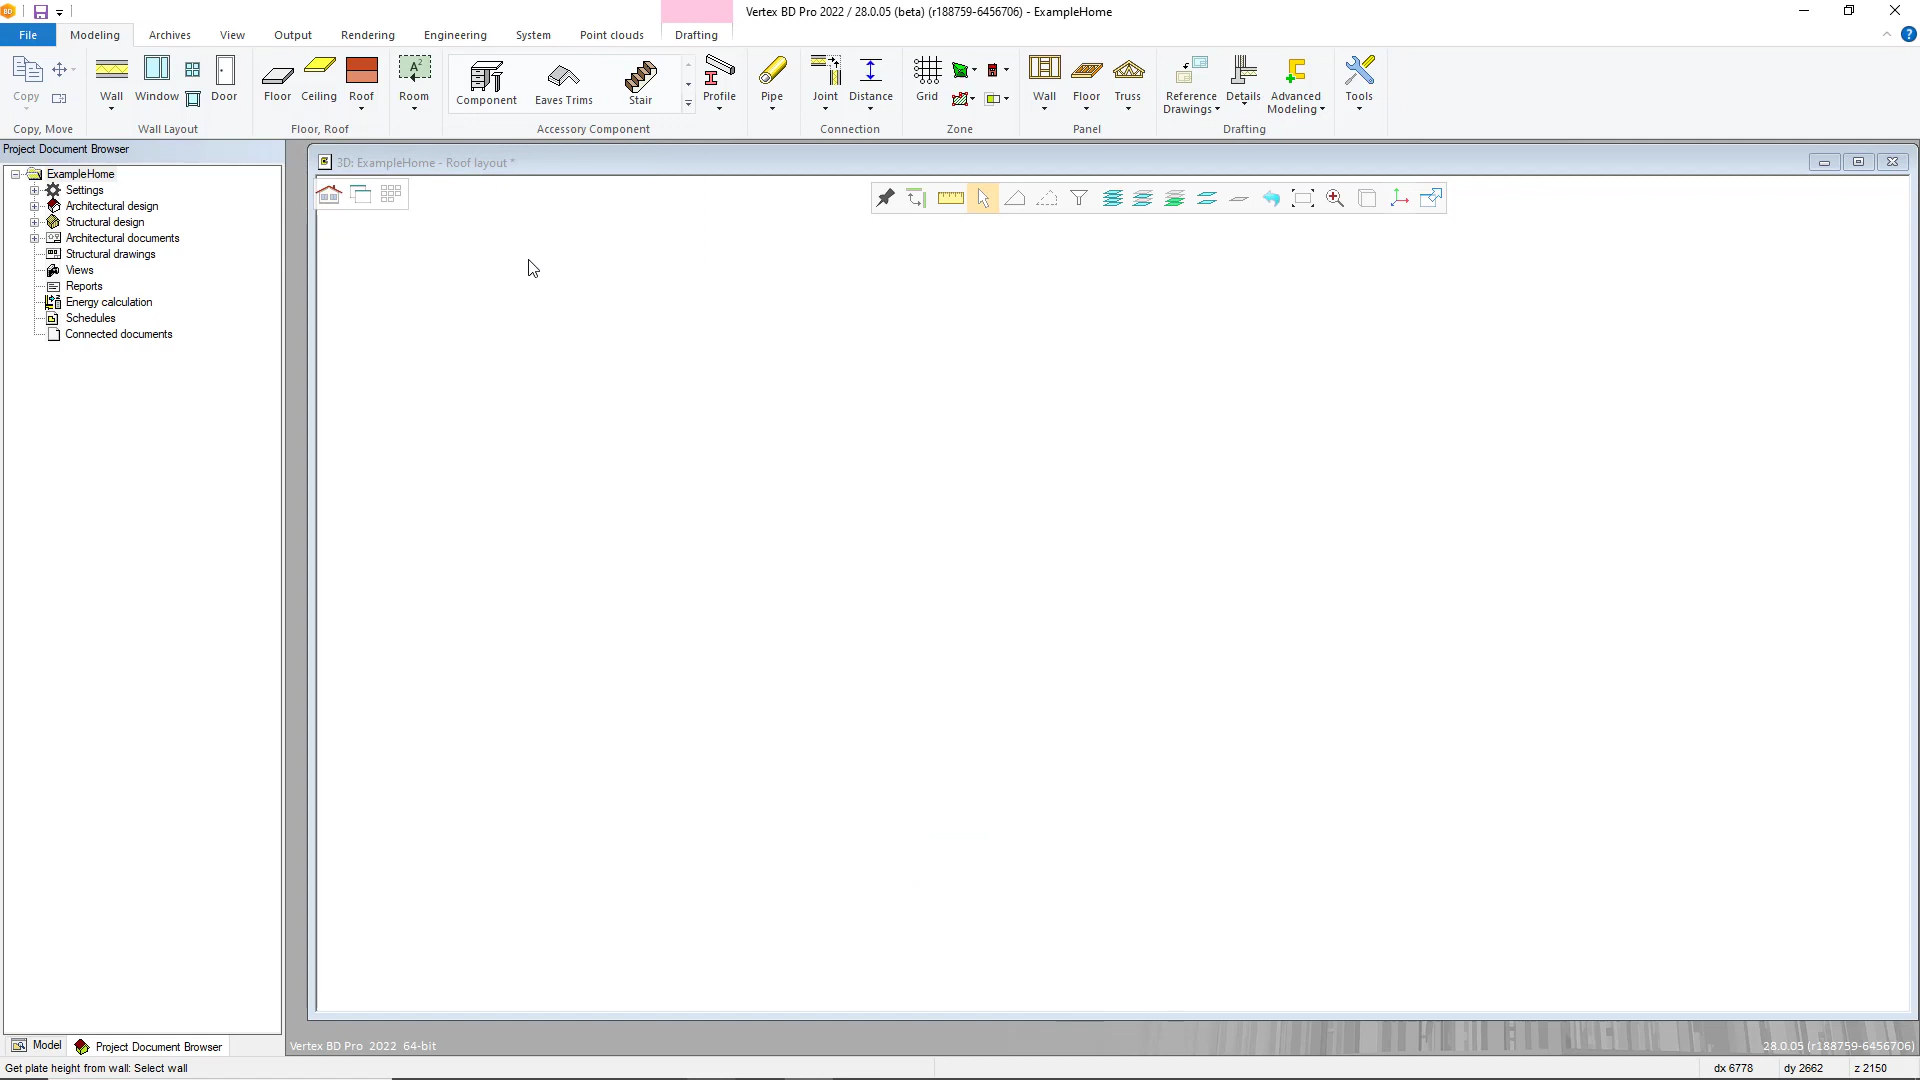 Vertex BD Pro 2022 / 28.0.05 (beta) (r188759-6456706) - ExampleHome
File
Modeling
Archives
View
Output
Rendering
Engineering
System
Point clouds
Drafting
Copy
Wall
Window
Door
Floor
Ceiling
Roof
Room
Component
Eaves Trims
Stair
Profile
Pipe
Joint
Distance
Grid
Wall
Floor
Truss
Reference
Drawings
Details
Advanced
Modeling
Tools
Copy, Move
Wall Layout
Floor, Roof
Accessory Component
Connection
Zone
Panel
Drafting
Project Document Browser
ExampleHome
Settings
Architectural design
Structural design
Architectural documents
Structural drawings
Views
Reports
Energy calculation
Schedules
Connected documents
3D: ExampleHome - Roof layout *
Model
Project Document Browser
Vertex BD Pro 2022 64-bit
28.0.05 (r188759-6456706)
Get plate height from wall: Select wall
dx 6778
dy 2662
z 2150